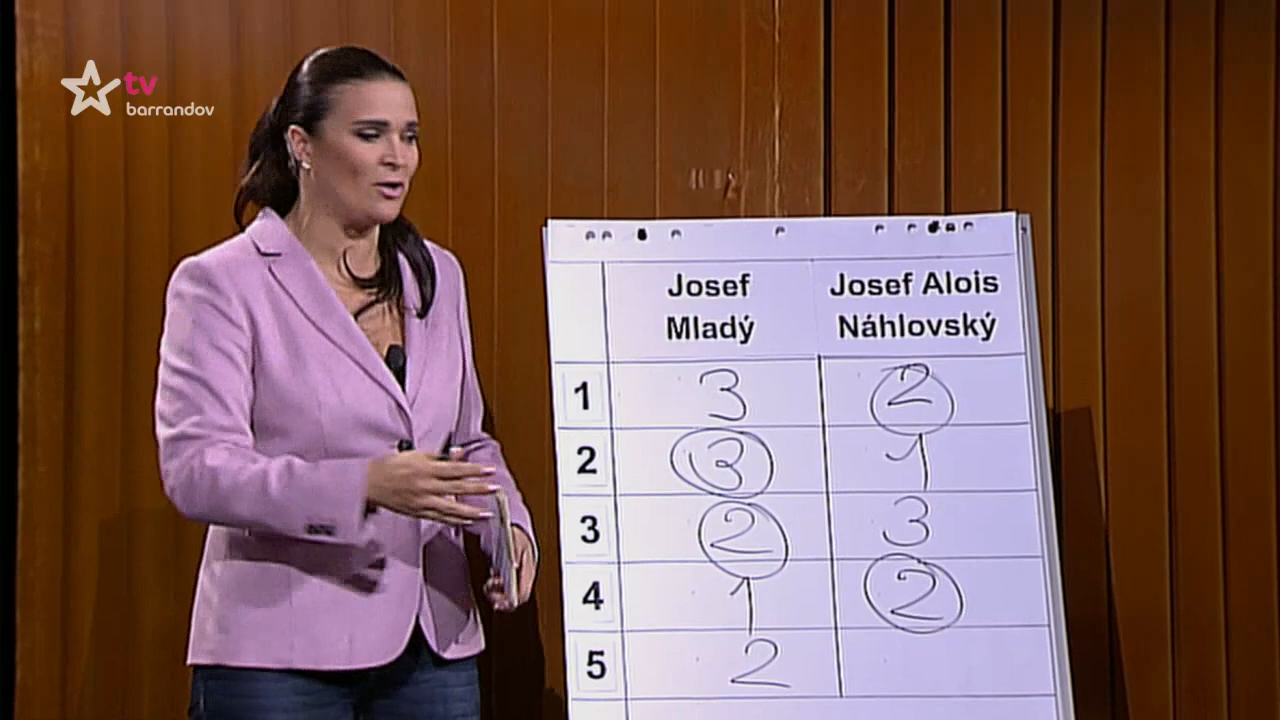 tv
barrandov
Josef Josef Alois
Mladý Náhlovský
1 3 2
2 3 1
3 2 3
4 1 2
5 2